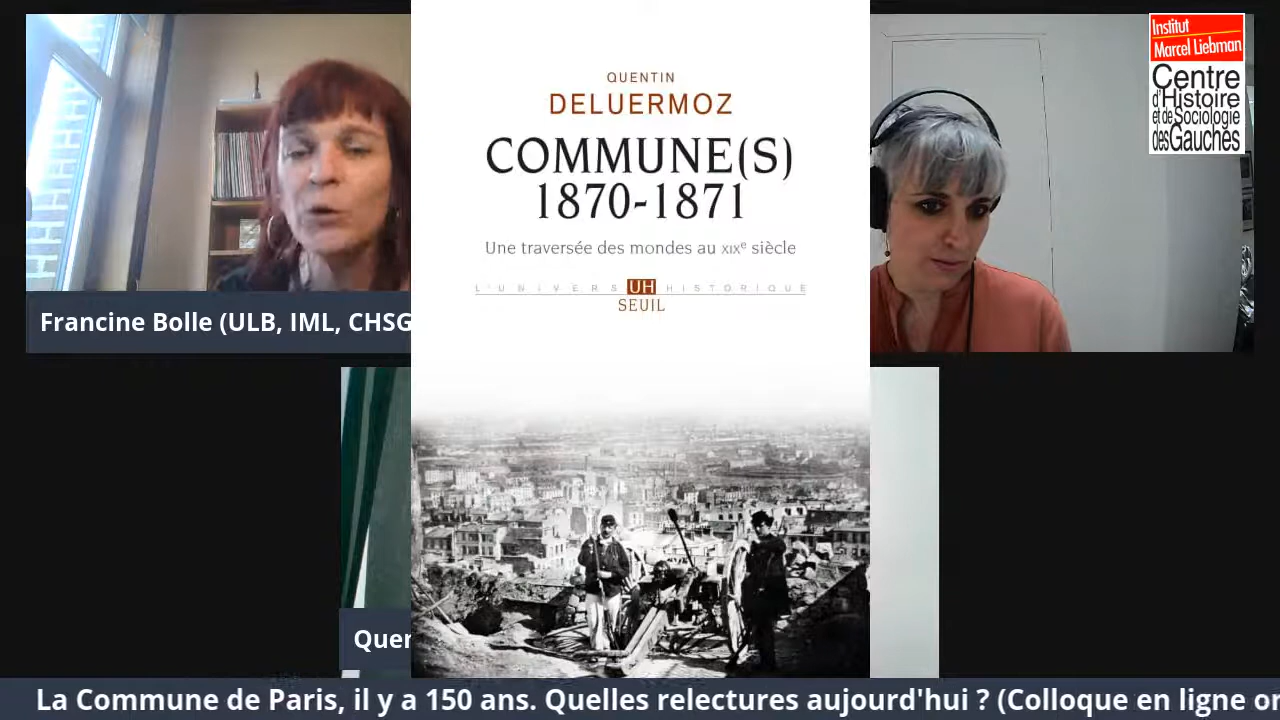 QUENTIN
DELUERMOZ
COMMUNE(S)
1870-1871
Une traversée des mondes au XIXe siècle
L'UNIVERS UH HISTORIQUE
SEUIL
Institut
Marcel Liebman
Centre
d'Histoire
et de Sociologie
des Gauches
Francine Bolle (ULB, IML, CHSG
Quen
La Commune de Paris, il y a 150 ans. Quelles relectures aujourd'hui ? (Colloque en ligne or